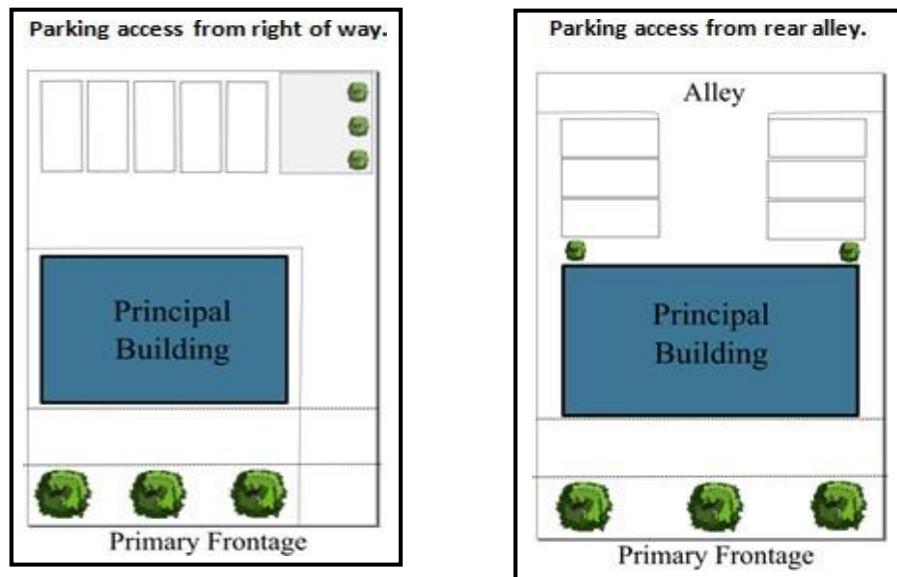 Parking access from right of way.
Principal
Building
Primary Frontage
Parking access from rear alley.
Alley
Principal
Building
Primary Frontage